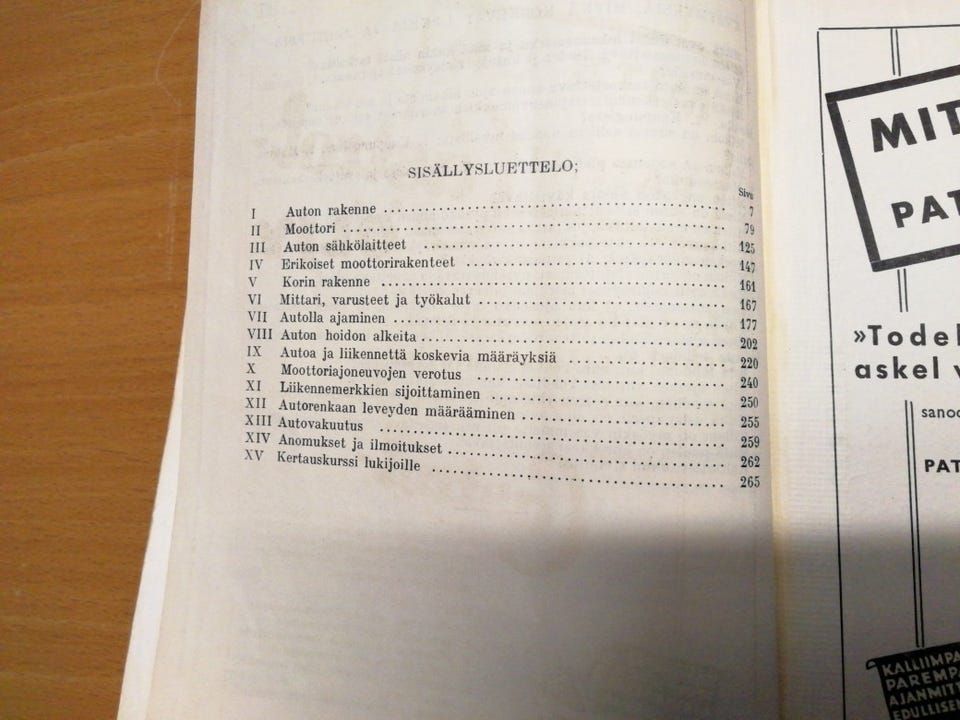 SISÄLLYSLUETTELO;
Sivu
I Auton rakenne 7
II Moottori 79
III Auton sähkölaitteet 125
IV Erikoiset moottorirakenteet 147
V Korin rakenne 161
VI Mittari, varusteet ja työkalut 167
VII Autolla ajaminen 177
VIII Auton hoidon alkeita 202
IX Autoa ja liikennettä koskevia määräyksiä 220
X Moottoriajoneuvojen verotus 240
XI Liikennemerkkien sijoittaminen 250
XII Autorenkaan leveyden määrääminen 255
XIII Autovakuutus 259
XIV Anomukset ja ilmoitukset 262
XV Kertauskurssi lukijoille 265
MIT
PAT
»Todel
askel v
sanoo
PAT
KALLIIMPA
PAREMPA
AJANMITT
EDULLISEN